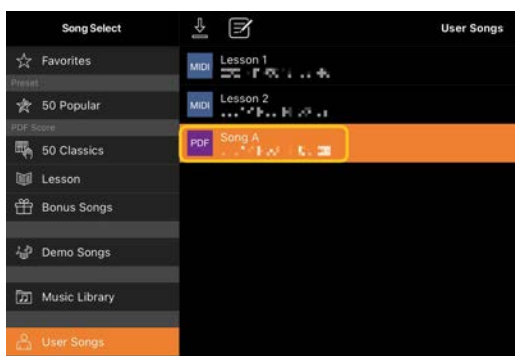 Song Select
Favorites
Preset
50 Popular
PDF Score
50 Classics
Lesson
Bonus Songs
Demo Songs
Music Library
User Songs
User Songs
MIDI
Lesson 1
MIDI
Lesson 2
PDF
Song A